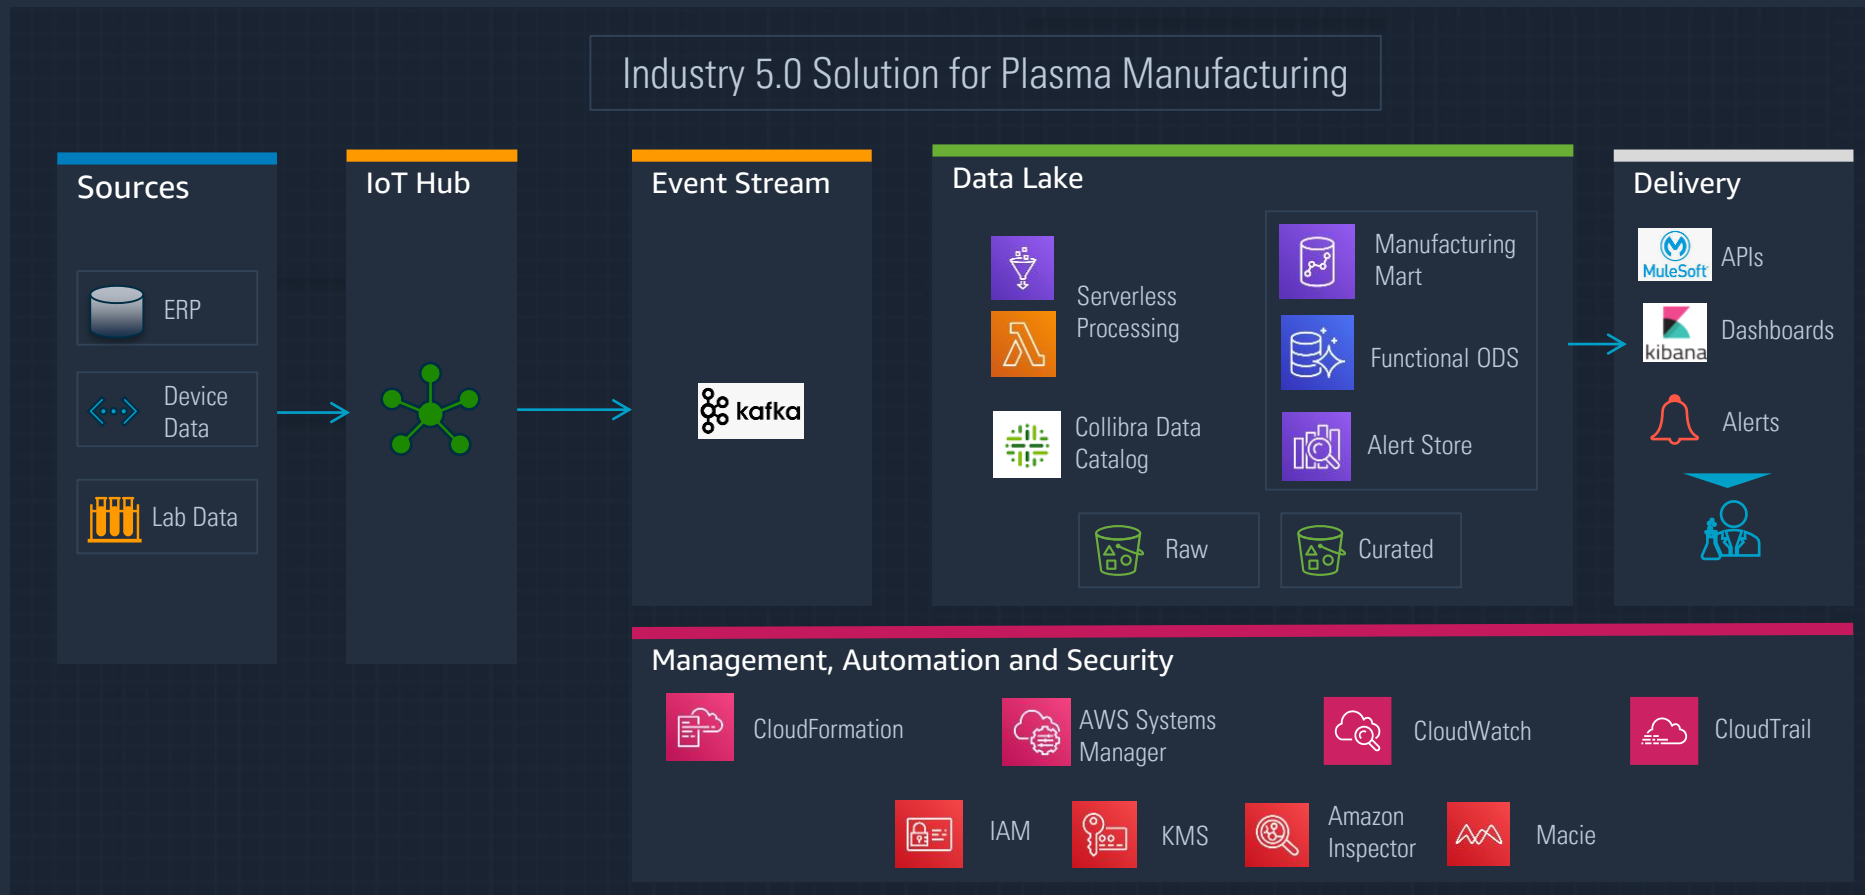 Industry 5.0 Solution for Plasma Manufacturing
Sources
ERP
Device
Data
Lab Data
IoT Hub
Event Stream
kafka
Data Lake
Serverless
Processing
Collibra Data
Catalog
Manufacturing
Mart
Functional ODS
Alert Store
Raw
Curated
Delivery
MuleSoft
APIs
kibana
Dashboards
Alerts
Management, Automation and Security
CloudFormation
AWS Systems
Manager
CloudWatch
CloudTrail
IAM
KMS
Amazon
Inspector
Macie